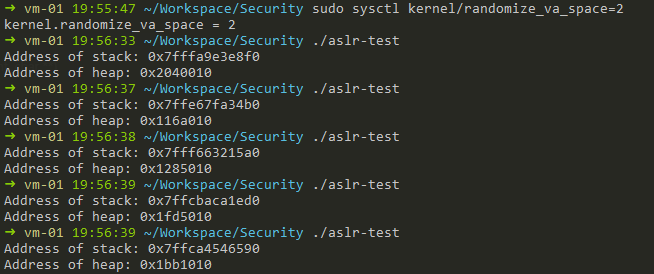 ➜ vm-01 19:55:47 ~/Workspace/Security sudo sysctl kernel/randomize_va_space=2
kernel.randomize_va_space = 2
➜ vm-01 19:56:33 ~/Workspace/Security ./aslr-test
Address of stack: 0x7fffa9e3e8f0
Address of heap: 0x2040010
➜ vm-01 19:56:37 ~/Workspace/Security ./aslr-test
Address of stack: 0x7ffe67fa34b0
Address of heap: 0x116a010
➜ vm-01 19:56:38 ~/Workspace/Security ./aslr-test
Address of stack: 0x7fff663215a0
Address of heap: 0x1285010
➜ vm-01 19:56:39 ~/Workspace/Security ./aslr-test
Address of stack: 0x7ffcbaca1ed0
Address of heap: 0x1fd5010
➜ vm-01 19:56:39 ~/Workspace/Security ./aslr-test
Address of stack: 0x7ffca4546590
Address of heap: 0x1bb1010